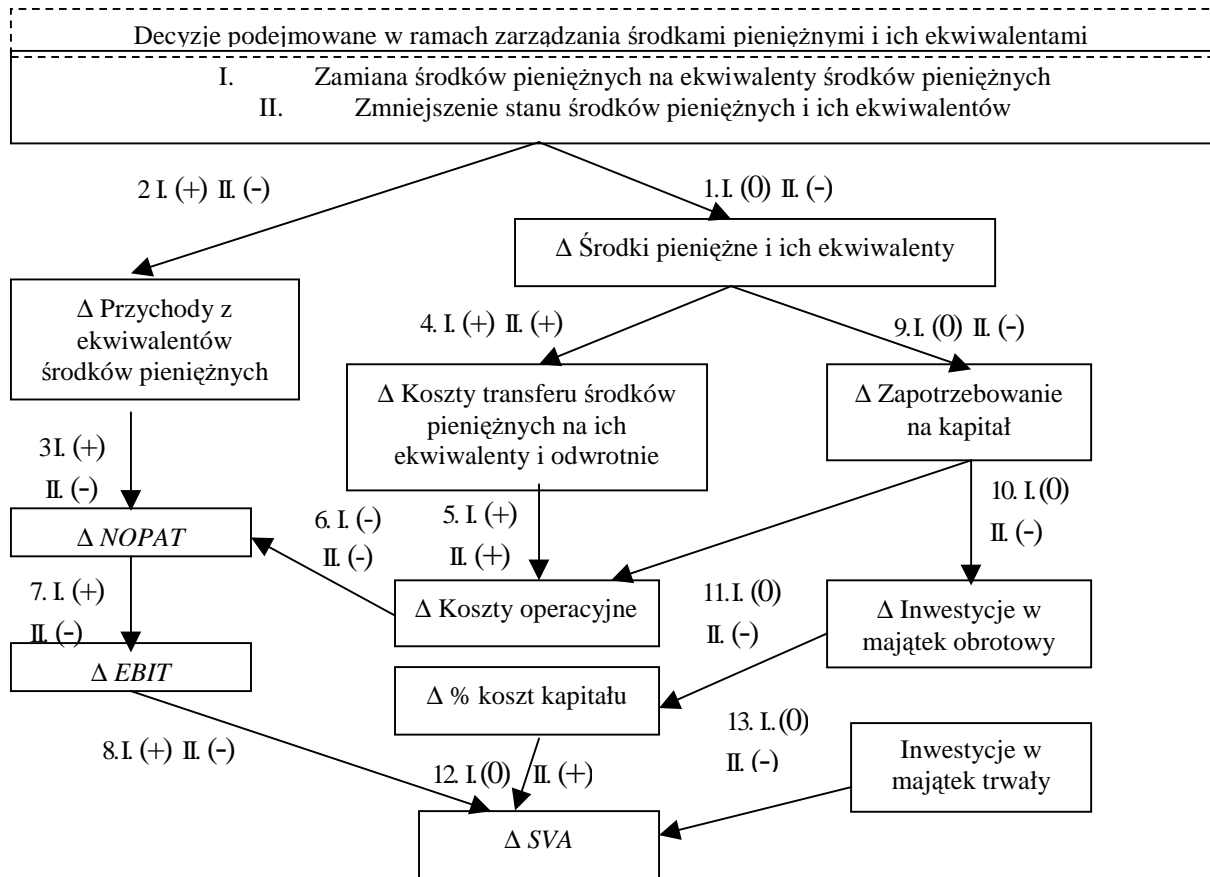 Decyzje podejmowane w ramach zarządzania środkami pieniężnymi i ich ekwiwalentami
I. Zamiana środków pieniężnych na ekwiwalenty środków pieniężnych
II. Zmniejszenie stanu środków pieniężnych i ich ekwiwalentów
2 I. (+) II. (-)
1. I. (0) II. (-)
Δ Środki pieniężne i ich ekwiwalenty
Δ Przychody z
ekwiwalentów
środków pieniężnych
4. I. (+) II. (+)
9. I. (0) II. (-)
Δ Koszty transferu środków
pieniężnych na ich
ekwiwalenty i odwrotnie
Δ Zapotrzebowanie
na kapitał
3 I. (+)
II. (-)
5. I. (+)
II. (+)
6. I. (-)
II. (-)
10. I. (0)
II. (-)
Δ NOPAT
7. I. (+)
II. (-)
Δ Koszty operacyjne
11. I. (0)
II. (-)
Δ Inwestycje w
majątek obrotowy
Δ EBIT
Δ % koszt kapitału
8. I. (+) II. (-)
12. I. (0) II. (+)
13. I.. (0)
II. (-)
Inwestycje w
majątek trwały
Δ SVA